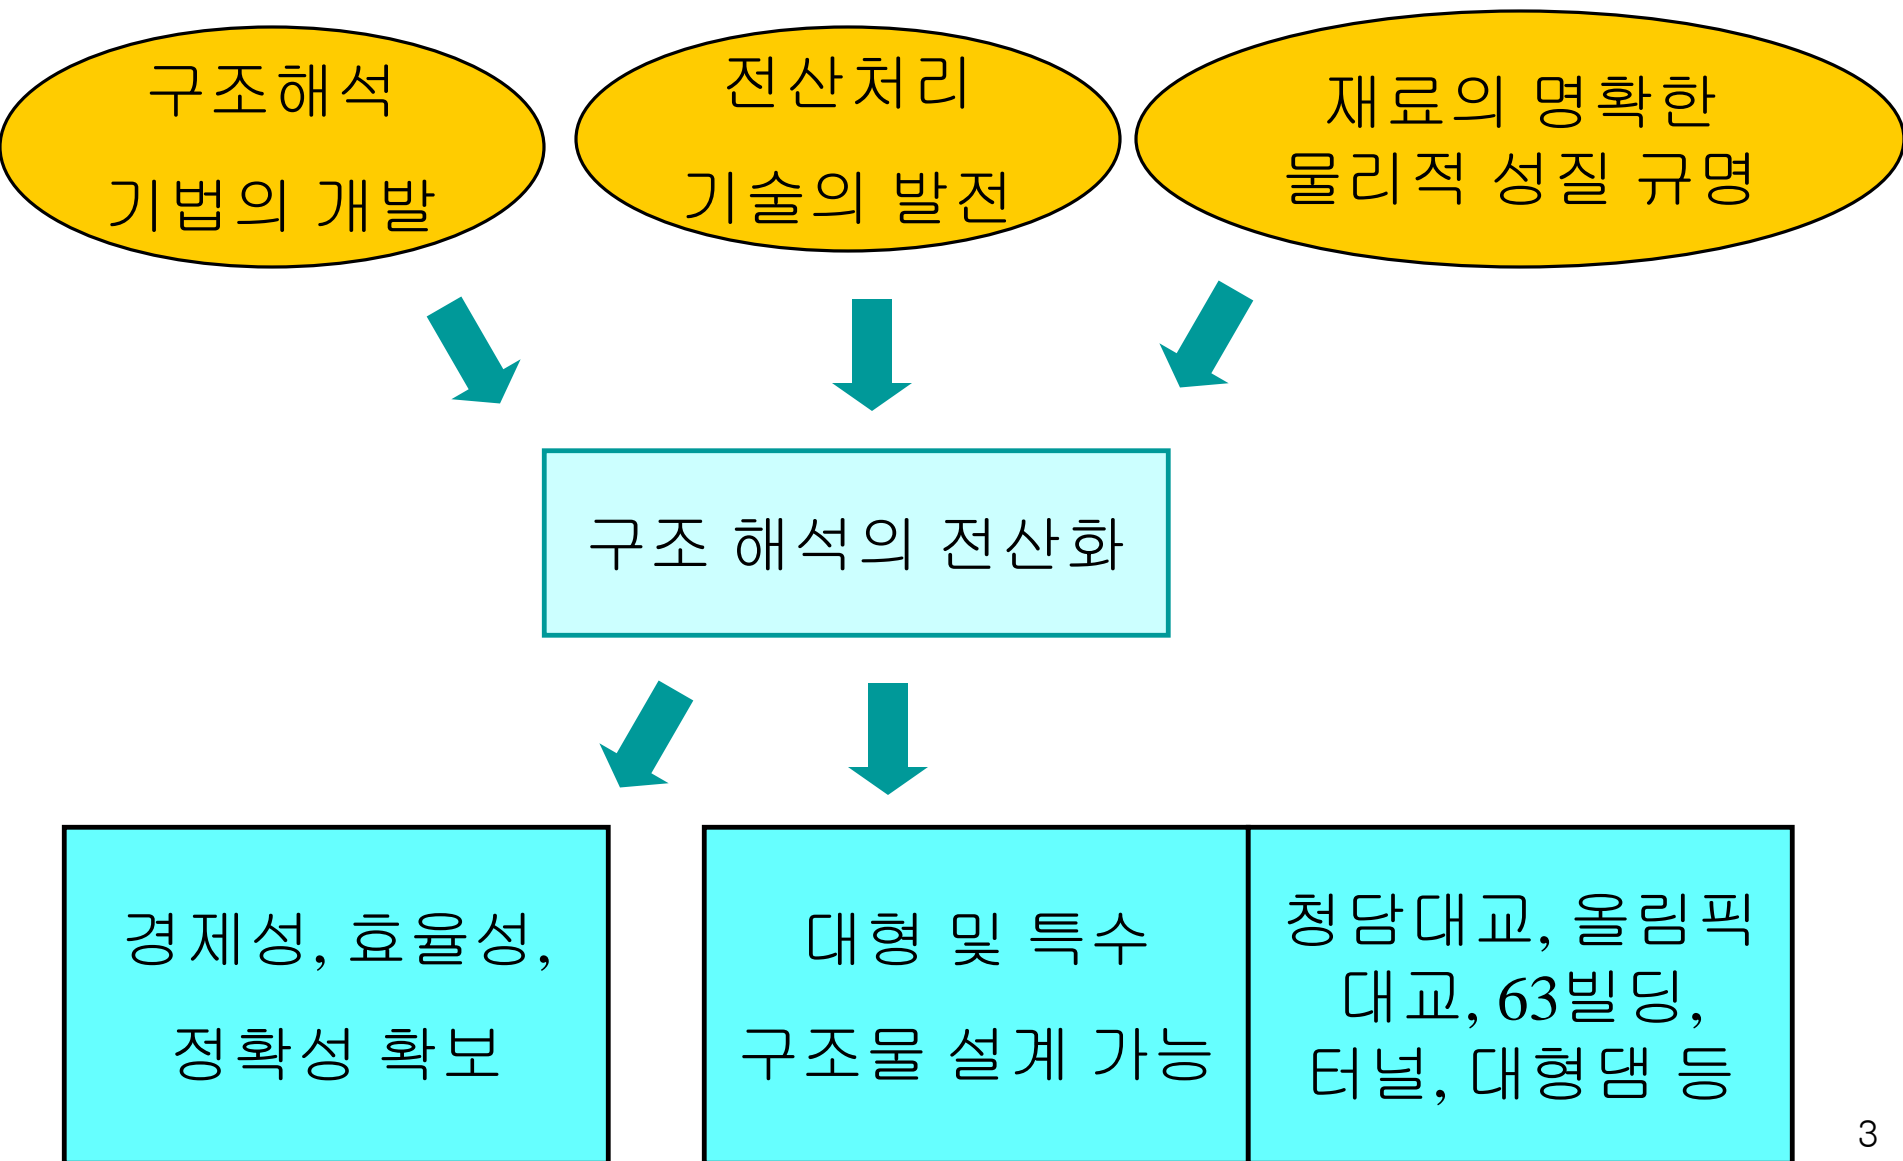 구조해석
기법의 개발
전산처리
기술의 발전
재료의 명확한
물리적 성질 규명
구조 해석의 전산화
경제성, 효율성,
정확성 확보
대형 및 특수
구조물 설계 가능
청담대교, 올림픽
대교, 63빌딩,
터널, 대형댐 등
3